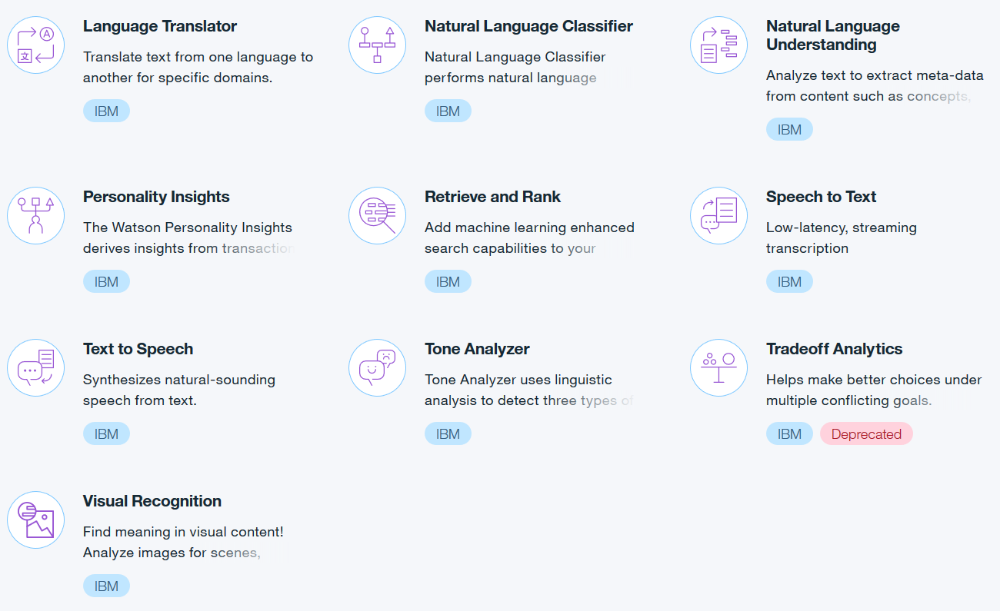 Language Translator
Translate text from one language to
another for specific domains.
IBM
Natural Language Classifier
Natural Language Classifier
performs natural language
IBM
Natural Language
Understanding
Analyze text to extract meta-data
from content such as concepts,
IBM
Personality Insights
The Watson Personality Insights
derives insights from transaction
IBM
Retrieve and Rank
Add machine learning enhanced
search capabilities to your
IBM
Speech to Text
Low-latency, streaming
transcription
IBM
Text to Speech
Synthesizes natural-sounding
speech from text.
IBM
Tone Analyzer
Tone Analyzer uses linguistic
analysis to detect three types of
IBM
Tradeoff Analytics
Helps make better choices under
multiple conflicting goals.
IBM Deprecated
Visual Recognition
Find meaning in visual content!
Analyze images for scenes,
IBM